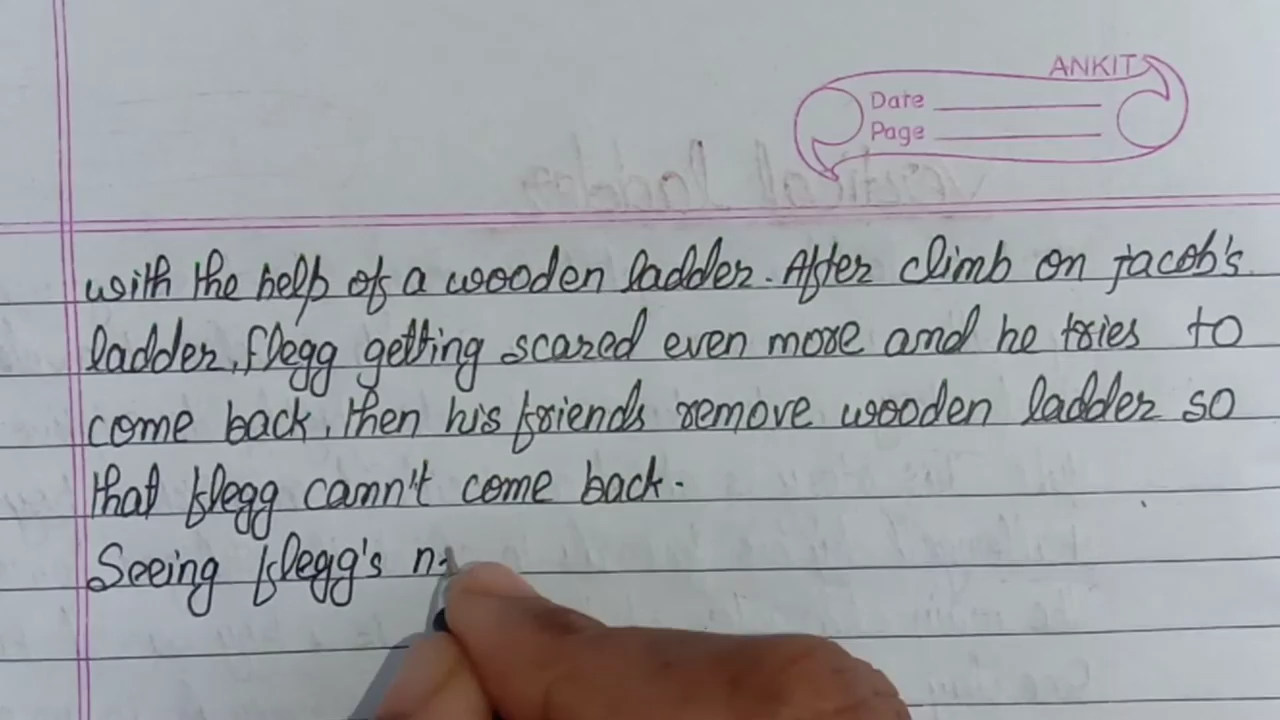 ANKIT
Date
Page
with the help of a wooden ladder. After climb on jacob's
ladder, flegg getting scared even more and he tries to
come back, then his friends remove wooden ladder so
that flegg camn't come back.
Seeing flegg's